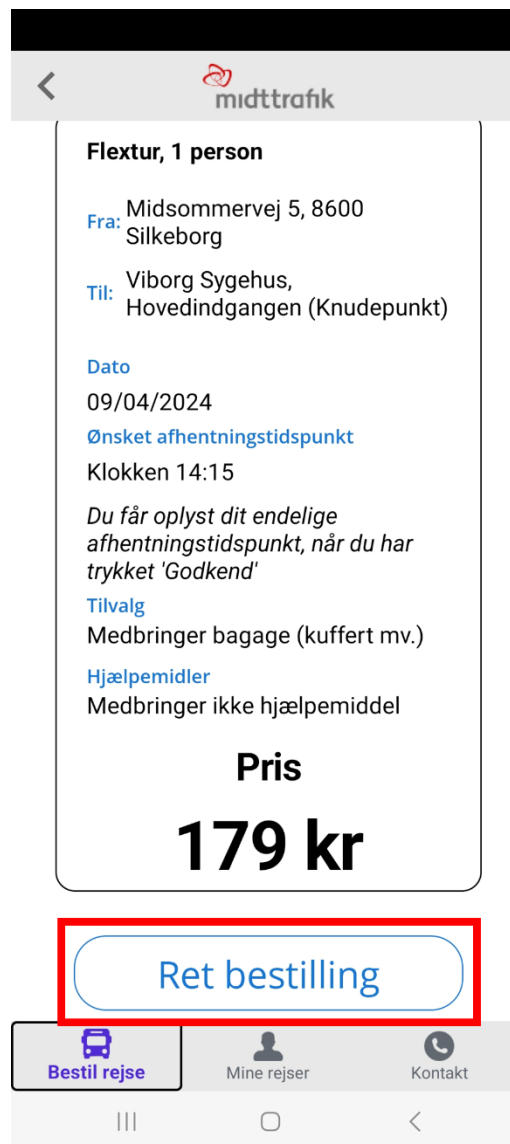 midttrafik
Flextur, 1 person
Fra: Midsommervej 5, 8600
Silkeborg
Til: Viborg Sygehus,
Hovedindgangen (Knudepunkt)
Dato
09/04/2024
Ønsket afhentningstidspunkt
Klokken 14:15
Du får oplyst dit endelige
afhentningstidspunkt, når du har
trykket 'Godkend'
Tilvalg
Medbringer bagage (kuffert mv.)
Hjælpemidler
Medbringer ikke hjælpemiddel
Pris
179 kr
Ret bestilling
Bestil rejse Mine rejser Kontakt